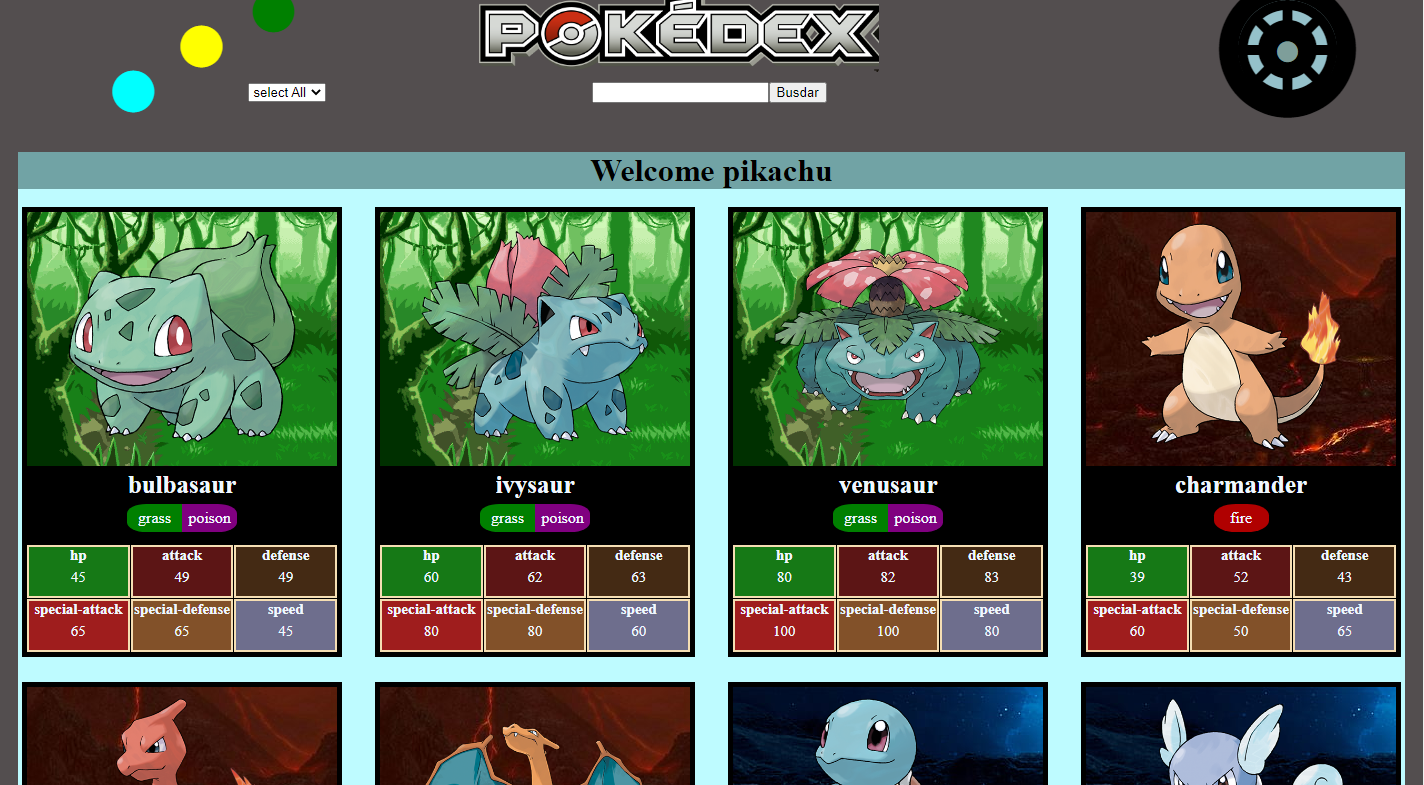 POKÉDEX
select All
Busdar
Welcome pikachu
bulbasaur
grass poison
hp attack defense
45 49 49
special-attack special-defense speed
65 65 45
ivysaur
grass poison
hp attack defense
60 62 63
special-attack special-defense speed
80 80 60
venusaur
grass poison
hp attack defense
80 82 83
special-attack special-defense speed
100 100 80
charmander
fire
hp attack defense
39 52 43
special-attack special-defense speed
60 50 65